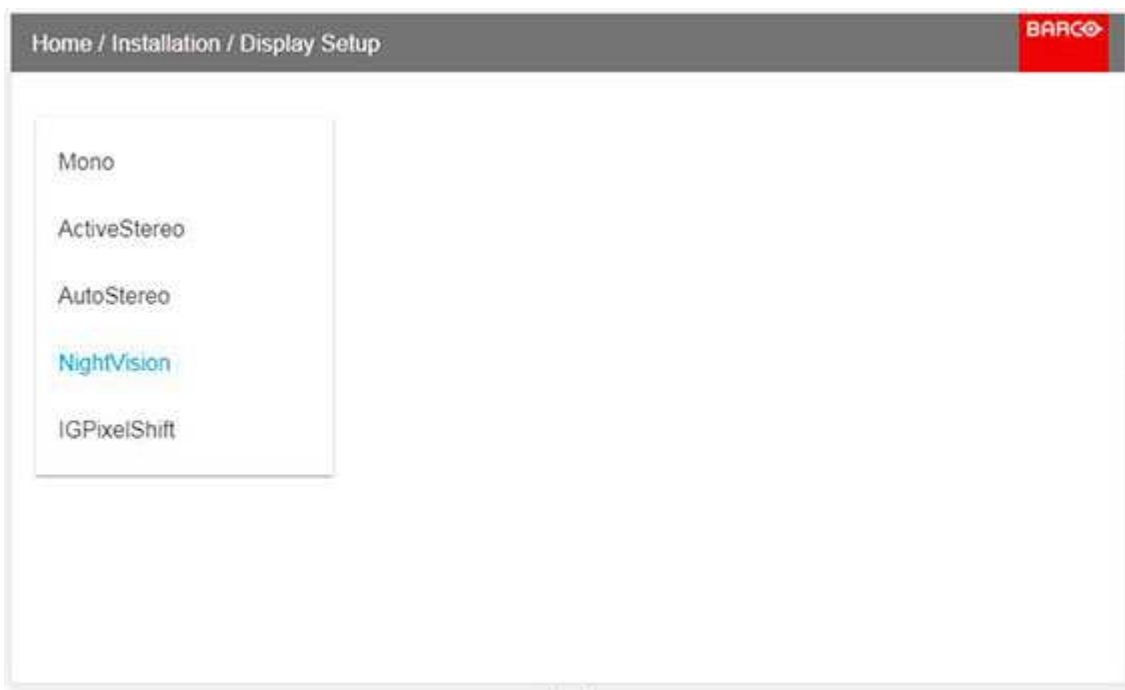 Home / Installation / Display Setup
BARCO
Mono
ActiveStereo
AutoStereo
NightVision
IGPixelShift